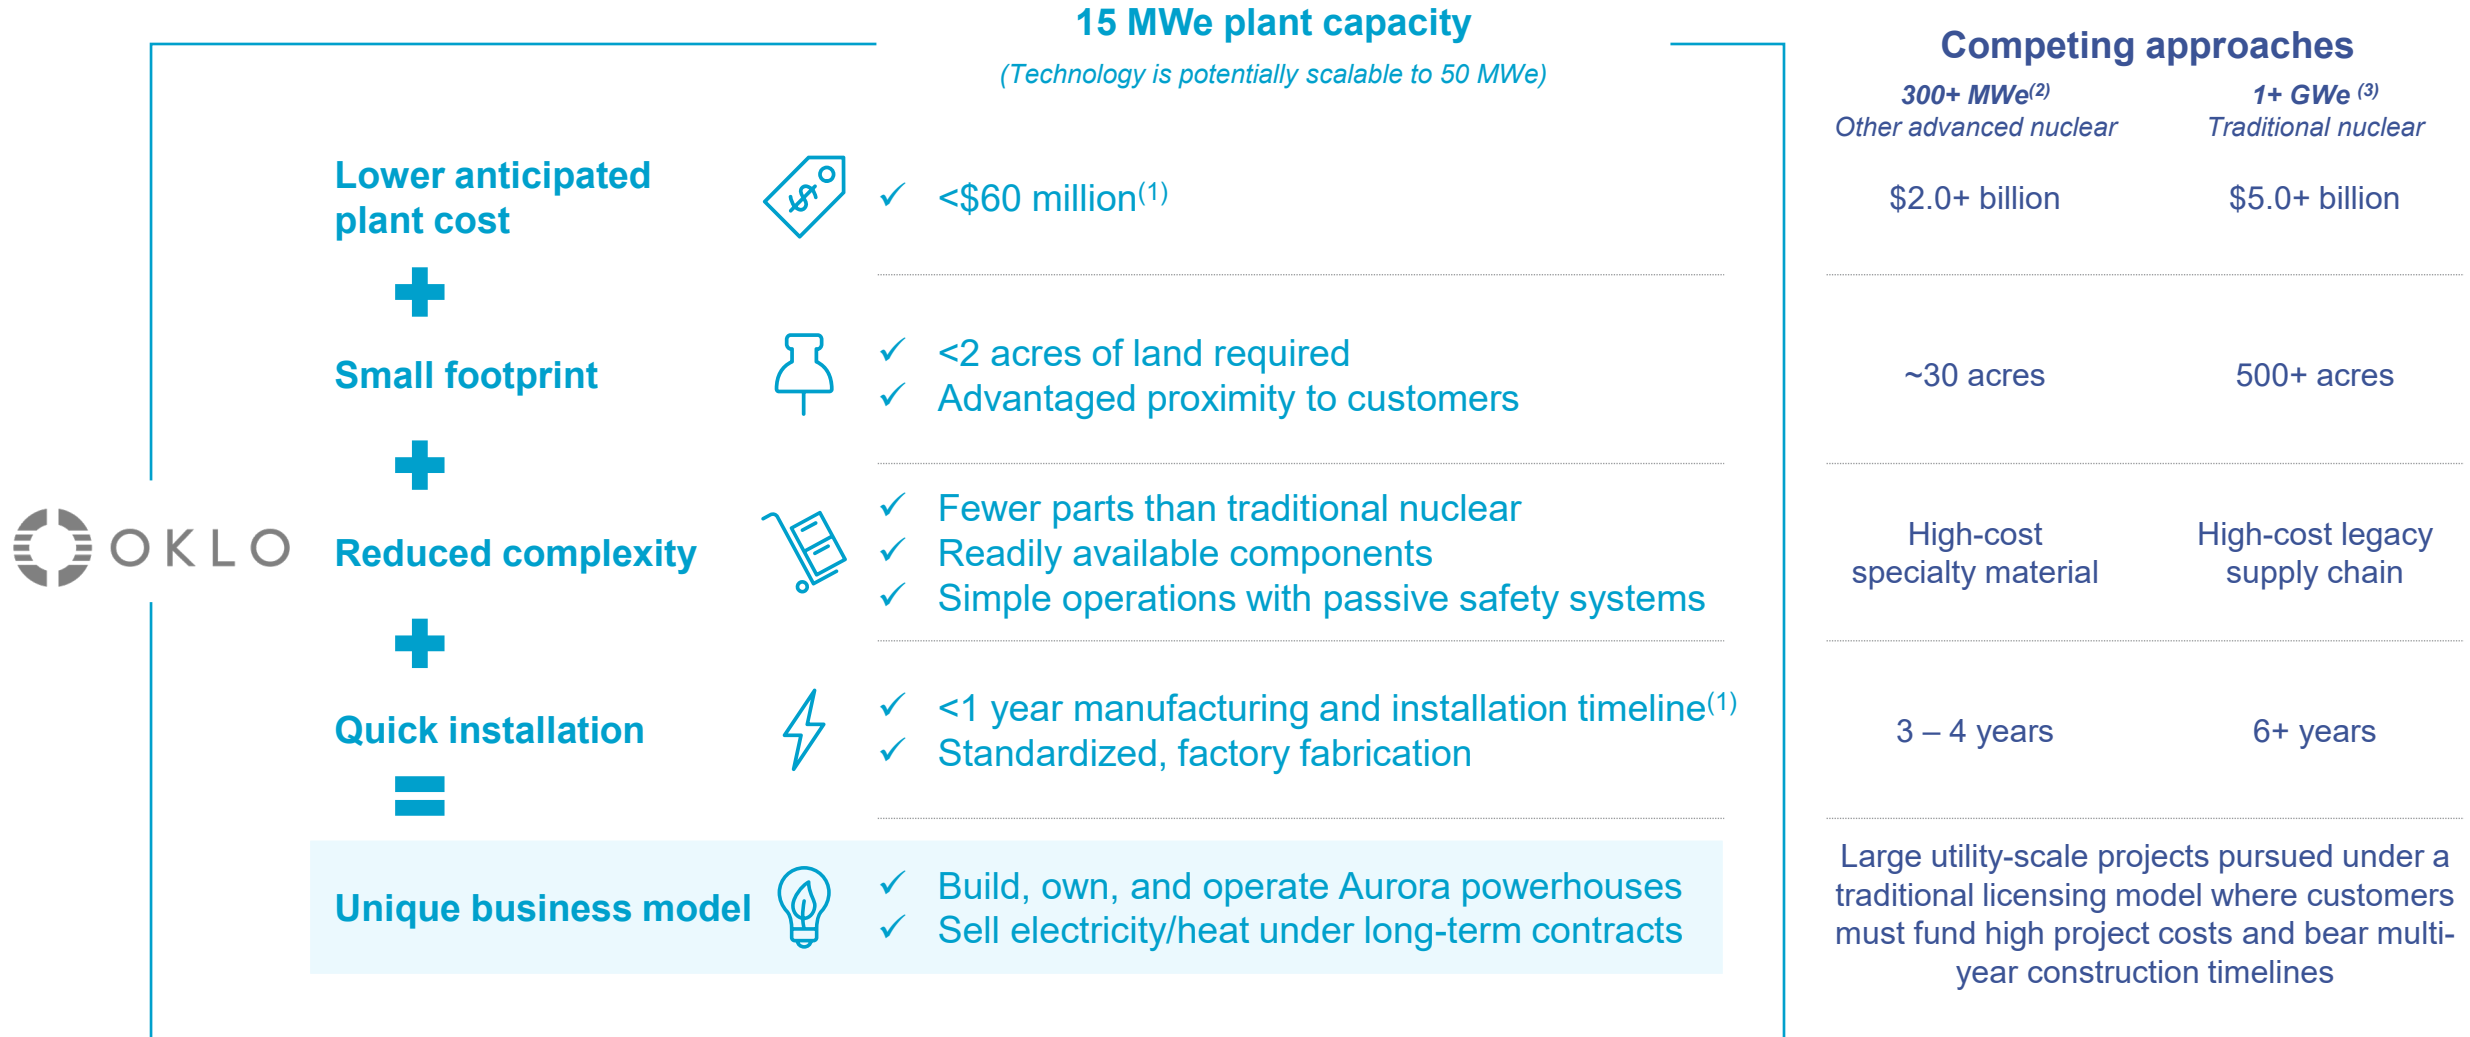 15 MWe plant capacity
(Technology is potentially scalable to 50 MWe)
Competing approaches
300+ MWe(2)
Other advanced nuclear
1+ GWe (3)
Traditional nuclear
OKLO
Lower anticipated
plant cost
✓ <$60 million(1)
$2.0+ billion
$5.0+ billion
Small footprint
✓ <2 acres of land required
✓ Advantaged proximity to customers
~30 acres
500+ acres
Reduced complexity
✓ Fewer parts than traditional nuclear
✓ Readily available components
✓ Simple operations with passive safety systems
High-cost
specialty material
High-cost legacy
supply chain
Quick installation
✓ <1 year manufacturing and installation timeline(1)
✓ Standardized, factory fabrication
3 – 4 years
6+ years
Unique business model
✓ Build, own, and operate Aurora powerhouses
✓ Sell electricity/heat under long-term contracts
Large utility-scale projects pursued under a
traditional licensing model where customers
must fund high project costs and bear multi-
year construction timelines